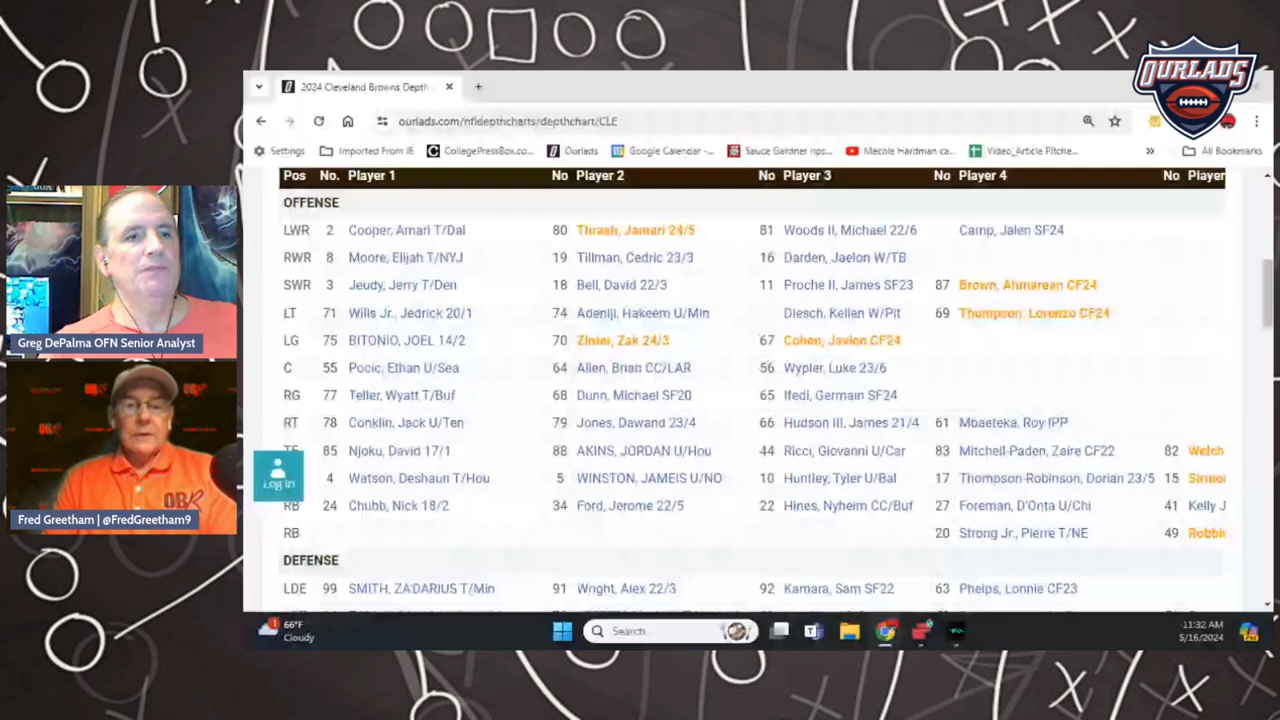 OURLADS
2024 Cleveland Browns Depth
ourlads.com/nfldepthcharts/depthchart/CLE
Settings Imported From IE CollegePressBox.co... Ourlads Google Calendar -... Sauce Gardner rips... Mecole Hardman ca... Video_Article Pitche... » All Bookmarks
Pos No. Player 1 No Player 2 No Player 3 No Player 4 No Player
OFFENSE
LWR 2 Cooper, Amari T/Dal 80 Thrash, Jamari 24/5 81 Woods II, Michael 22/6 Camp, Jalen SF24
RWR 8 Moore, Elijah T/NYJ 19 Tillman, Cedric 23/3 16 Darden, Jaelon W/TB
SWR 3 Jeudy, Jerry T/Den 18 Bell, David 22/3 11 Proche II, James SF23 87 Brown, Ahmarean CF24
LT 71 Wills Jr., Jedrick 20/1 74 Adeniji, Hakeem U/Min Diesch, Kellen W/Pit 69 Thompson, Lorenzo CF24
LG 75 BITONIO, JOEL 14/2 70 Zinter, Zak 24/3 67 Cohen, Javion CF24
C 55 Pocic, Ethan U/Sea 64 Allen, Brian CC/LAR 56 Wypler, Luke 23/6
RG 77 Teller, Wyatt T/Buf 68 Dunn, Michael SF20 65 Ifedi, Germain SF24
RT 78 Conklin, Jack U/Ten 79 Jones, Dawand 23/4 66 Hudson III, James 21/4 61 Mbaeteka, Roy IPP
TE 85 Njoku, David 17/1 88 AKINS, JORDAN U/Hou 44 Ricci, Giovanni U/Car 83 Mitchell-Paden, Zaire CF22 82 Welch
4 Watson, Deshaun T/Hou 5 WINSTON, JAMEIS U/NO 10 Huntley, Tyler U/Bal 17 Thompson-Robinson, Dorian 23/5 15
RB 24 Chubb, Nick 18/2 34 Ford, Jerome 22/5 22 Hines, Nyheim CC/Buf 27 Foreman, D'Onta U/Chi 41 Kelly J
RB 20 Strong Jr., Pierre T/NE 49 Robbi
DEFENSE
LDE 99 SMITH, ZA'DARIUS T/Min 91 Wright, Alex 22/3 92 Kamara, Sam SF22 63 Phelps, Lonnie CF23
Log In
Greg DePalma OFN Senior Analyst
OBR
Fred Greetham | @FredGreetham9
66°F
Cloudy
Search
11:32 AM
5/16/2024